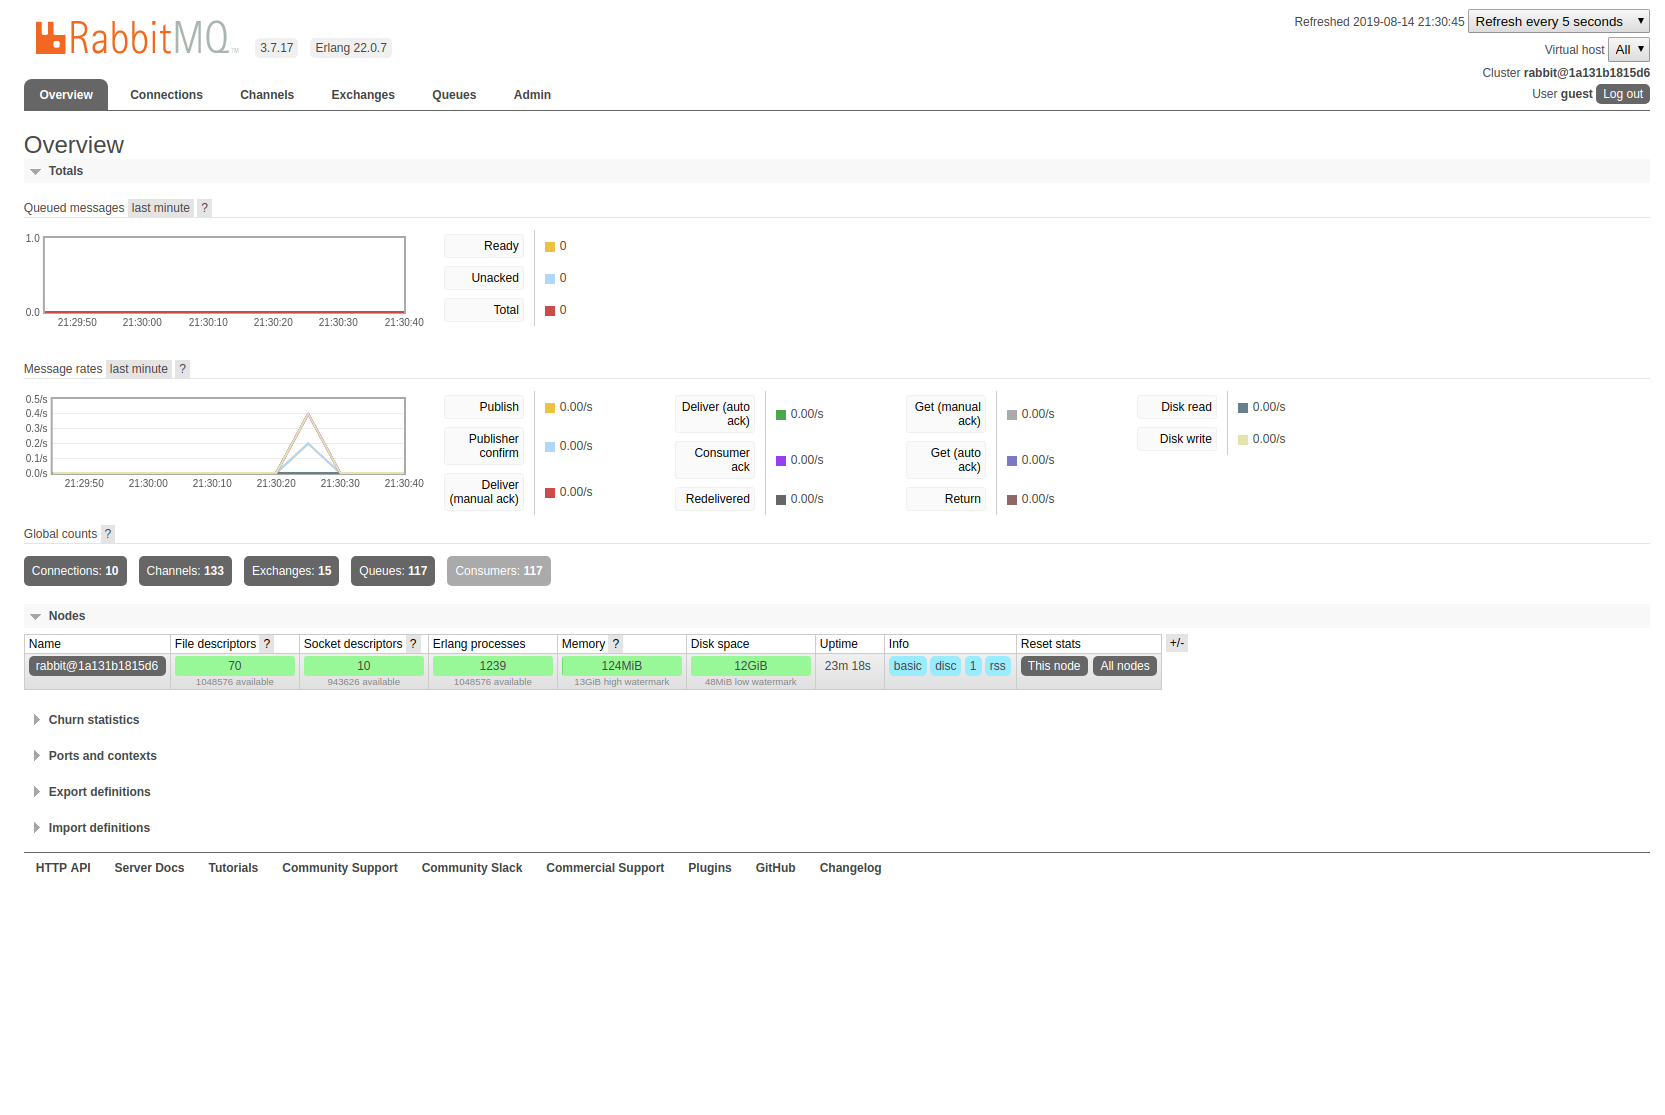 RabbitMQ™ 3.7.17 Erlang 22.0.7
Refreshed 2019-08-14 21:30:45 Refresh every 5 seconds
Virtual host All
Cluster rabbit@1a131b1815d6
User guest Log out
Overview Connections Channels Exchanges Queues Admin
Overview
Totals
Queued messages last minute ?
1.0
0.0
21:29:50 21:30:00 21:30:10 21:30:20 21:30:30 21:30:40
Ready 0
Unacked 0
Total 0
Message rates last minute ?
0.5/s
0.4/s
0.3/s
0.2/s
0.1/s
0.0/s
21:29:50 21:30:00 21:30:10 21:30:20 21:30:30 21:30:40
Publish 0.00/s
Publisher
confirm 0.00/s
Deliver
(manual ack) 0.00/s
Deliver (auto
ack) 0.00/s
Consumer
ack 0.00/s
Redelivered 0.00/s
Get (manual
ack) 0.00/s
Get (auto
ack) 0.00/s
Return 0.00/s
Disk read 0.00/s
Disk write 0.00/s
Global counts ?
Connections: 10 Channels: 133 Exchanges: 15 Queues: 117 Consumers: 117
Nodes
Name File descriptors ? Socket descriptors ? Erlang processes Memory ? Disk space Uptime Info Reset stats +/-
rabbit@1a131b1815d6 70 10 1239 124MiB 12GiB 23m 18s basic disc 1 rss This node All nodes
1048576 available 943626 available 1048576 available 13GiB high watermark 48MiB low watermark
Churn statistics
Ports and contexts
Export definitions
Import definitions
HTTP API Server Docs Tutorials Community Support Community Slack Commercial Support Plugins GitHub Changelog